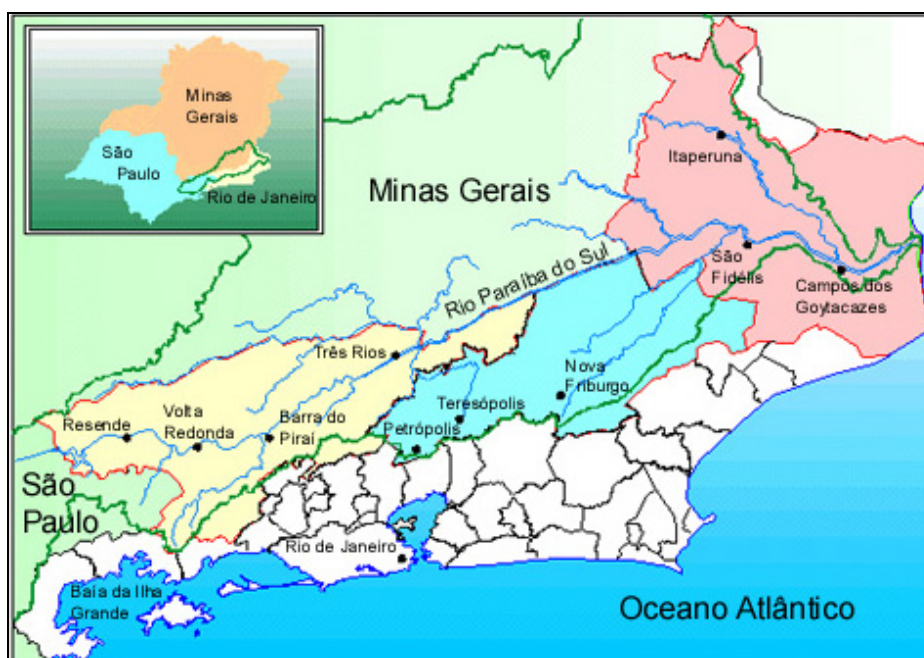 Minas
Gerais
São
Paulo
Rio de Janeiro
Minas Gerais
Itaperuna
Rio Paraíba do Sul
São
Fidélis
Campos dos
Goytacazes
Três Rios
Nova
Friburgo
Teresópolis
Petrópolis
Barra do
Piraí
Volta
Redonda
Resende
São
Paulo
Rio de Janeiro
Baía da Ilha
Grande
Oceano Atlântico